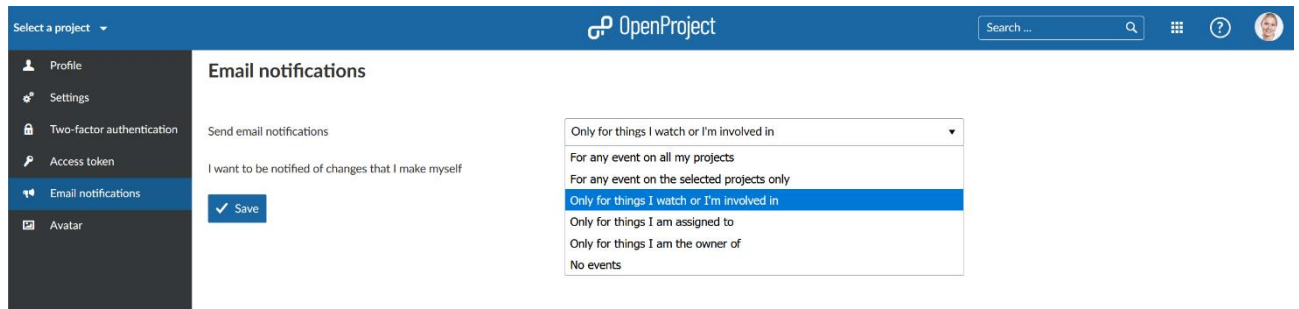 Select a project
OpenProject
Search ...
Profile
Settings
Two-factor authentication
Access token
Email notifications
Avatar
Email notifications
Send email notifications
Only for things I watch or I'm involved in
For any event on all my projects
For any event on the selected projects only
Only for things I watch or I'm involved in
Only for things I am assigned to
Only for things I am the owner of
No events
I want to be notified of changes that I make myself
Save